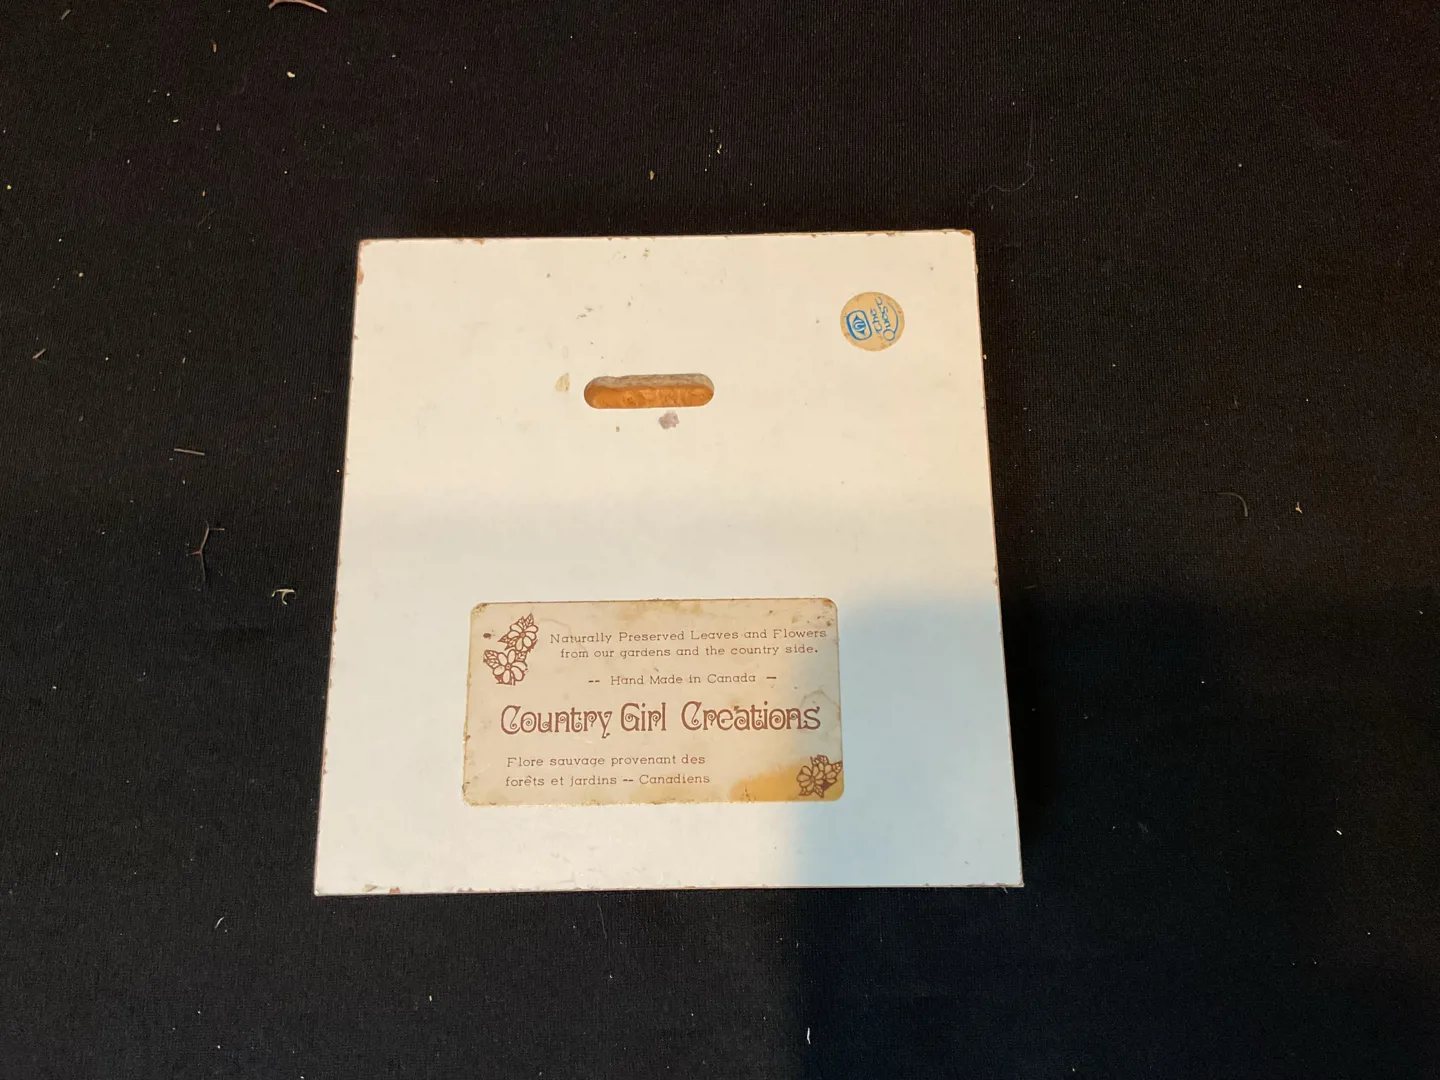 Naturally Preserved Leaves and Flowers
from our gardens and the country side.
-- Hand Made in Canada --
Country Girl Creations
Flore sauvage provenant des
forêts et jardins -- Canadiens